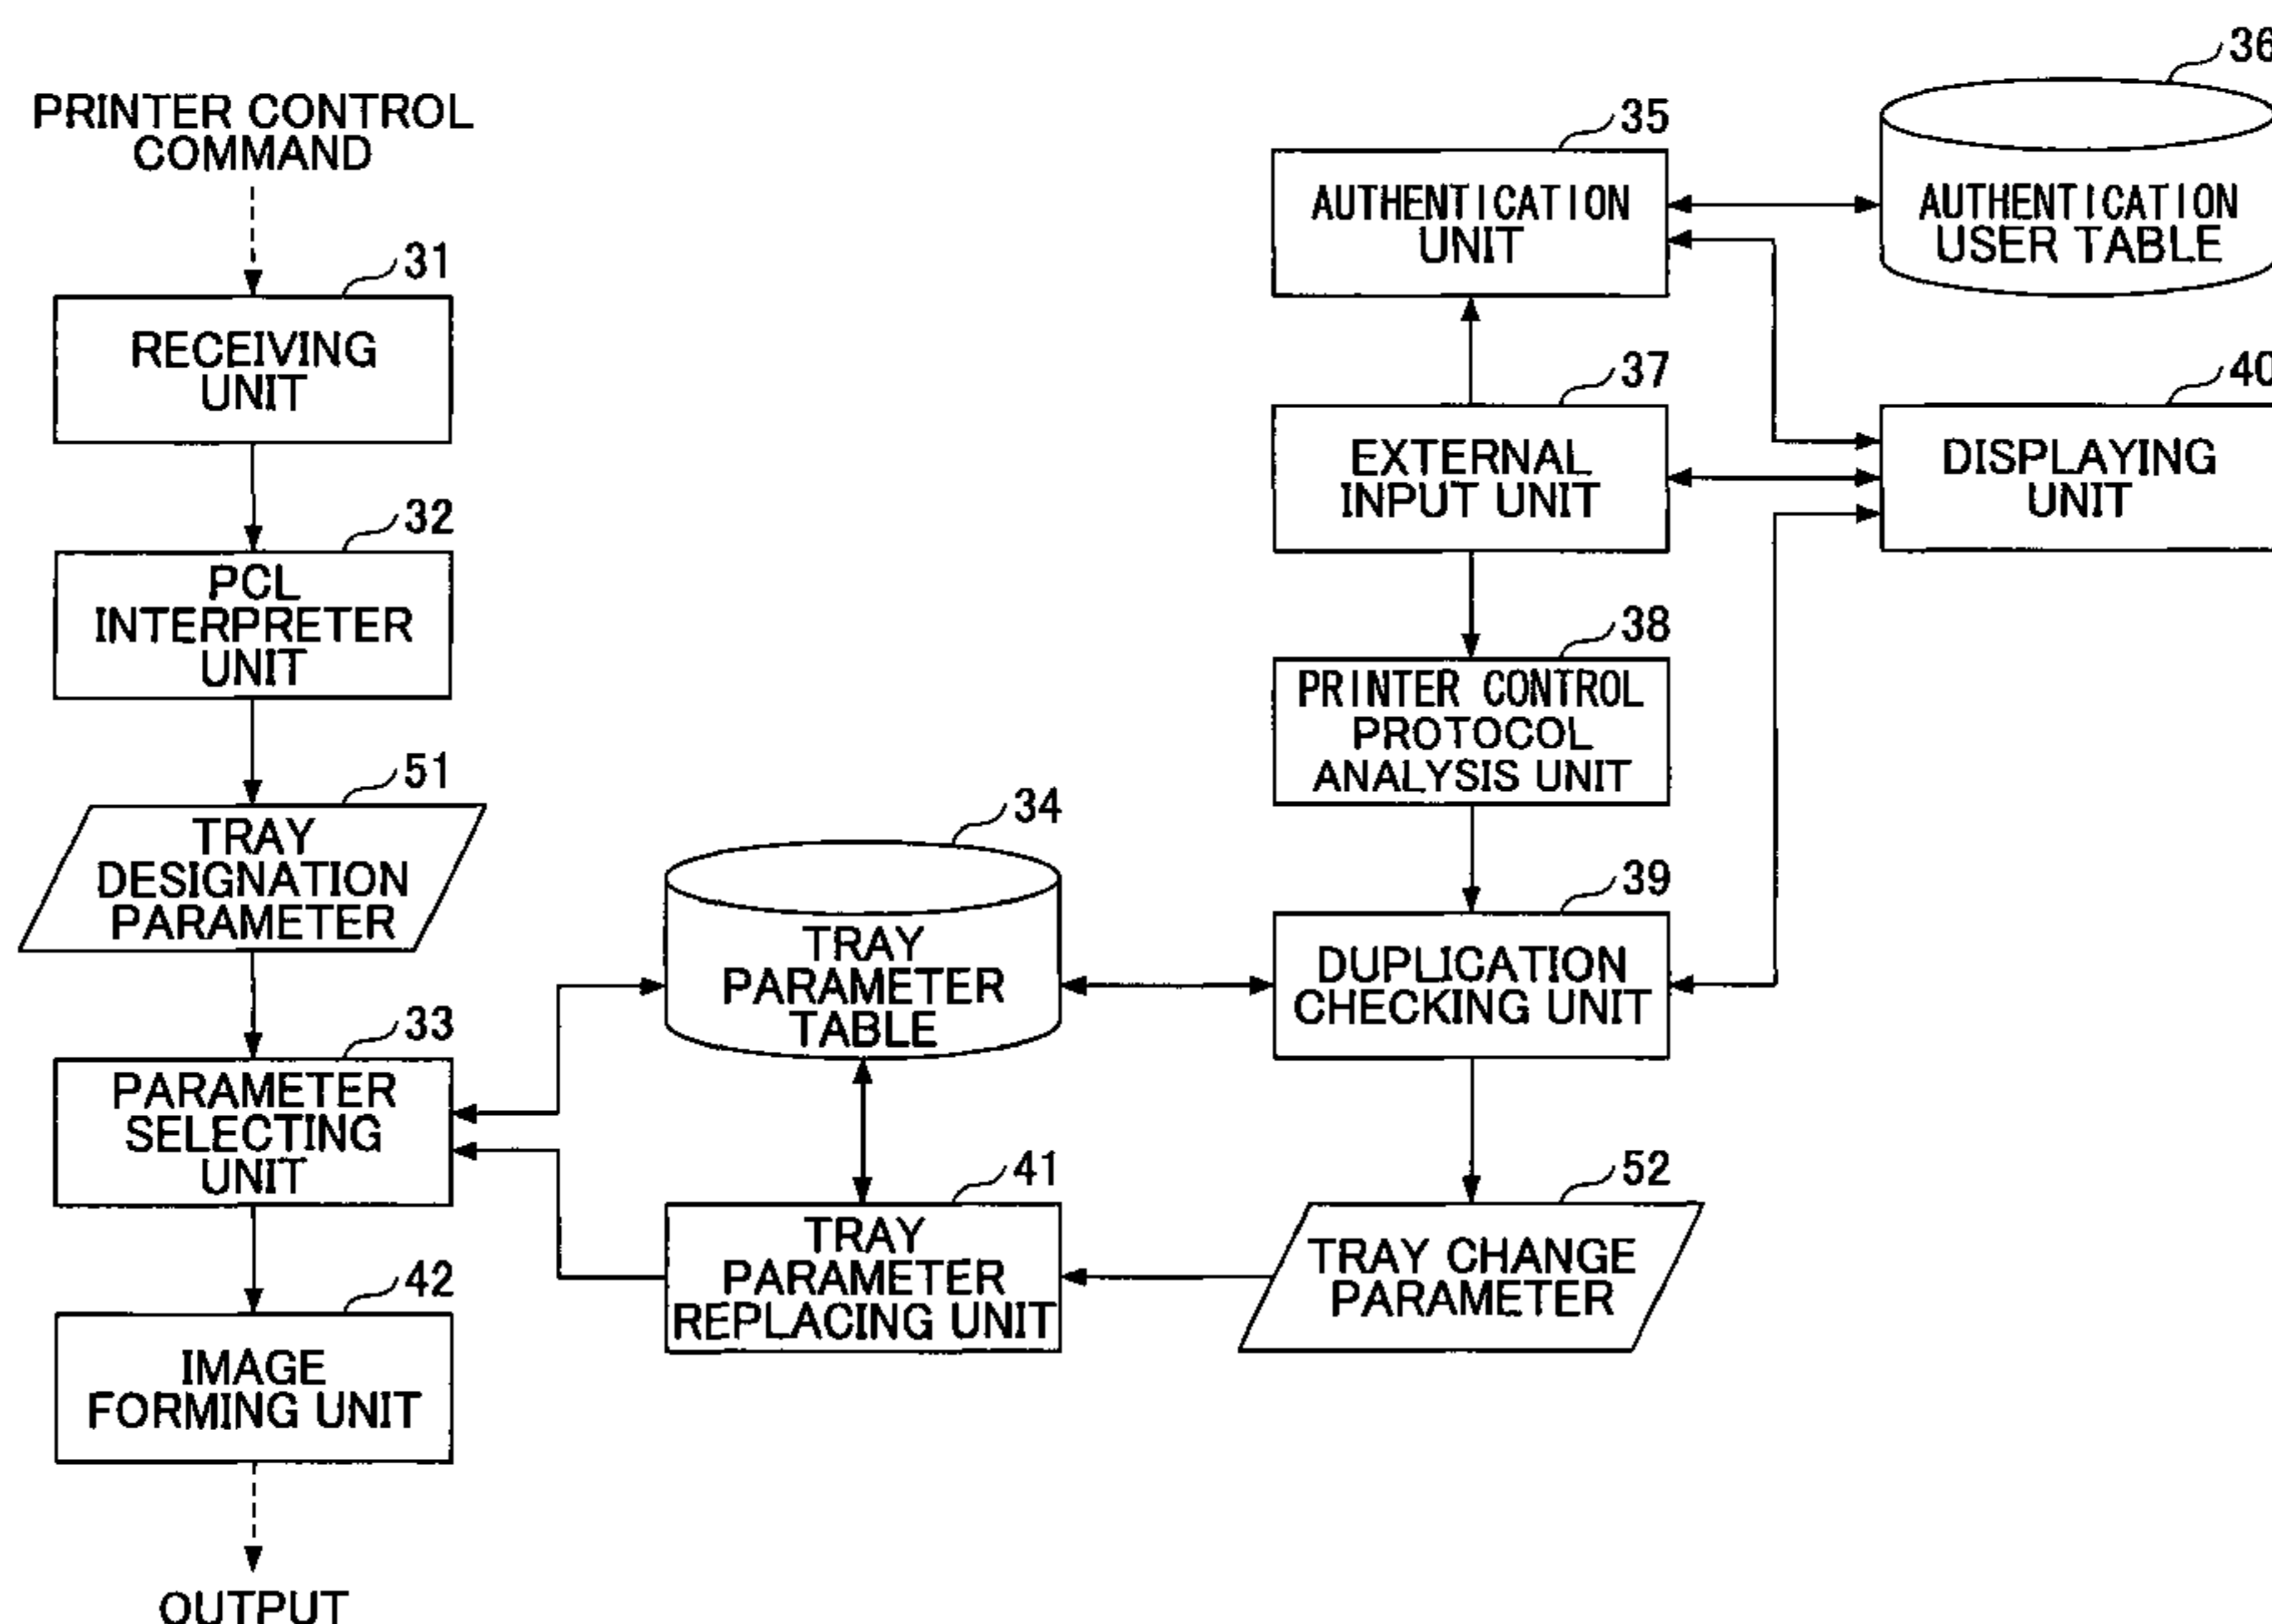 PRINTER CONTROL
COMMAND
31
RECEIVING
UNIT
32
PCL
INTERPRETER
UNIT
51
TRAY
DESIGNATION
PARAMETER
33
PARAMETER
SELECTING
UNIT
42
IMAGE
FORMING UNIT
OUTPUT
34
TRAY
PARAMETER
TABLE
41
TRAY
PARAMETER
REPLACING UNIT
35
AUTHENTICATION
UNIT
37
EXTERNAL
INPUT UNIT
38
PRINTER CONTROL
PROTOCOL
ANALYSIS UNIT
39
DUPLICATION
CHECKING UNIT
52
TRAY CHANGE
PARAMETER
36
AUTHENTICATION
USER TABLE
40
DISPLAYING
UNIT